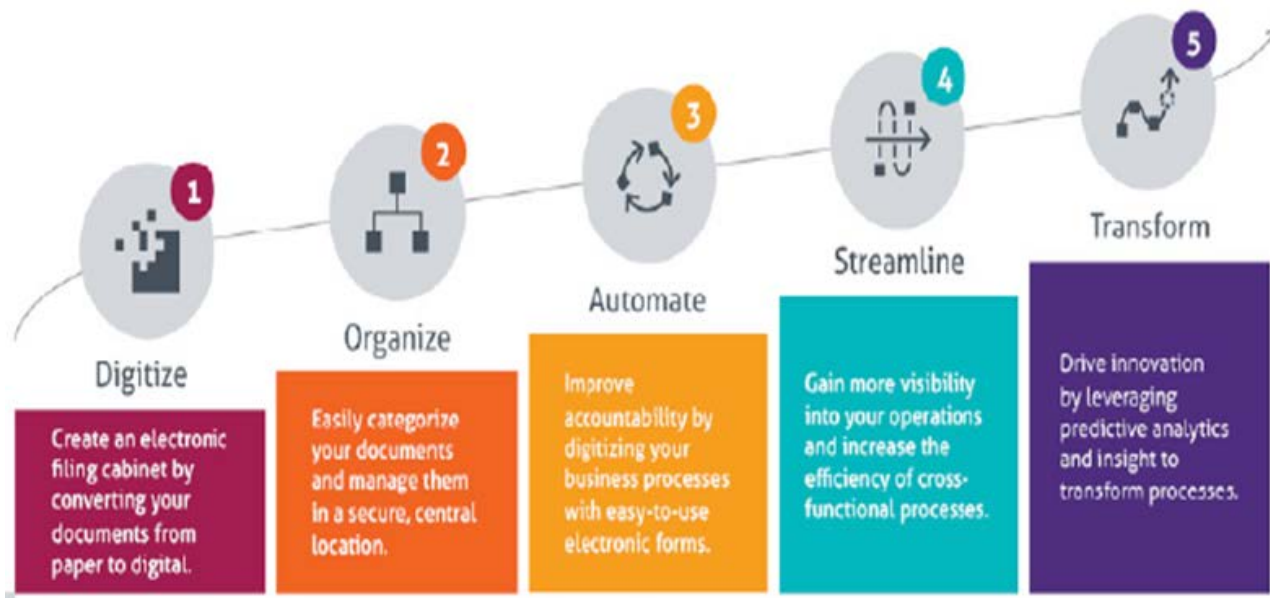 1
Digitize
Create an electronic
filing cabinet by
converting your
documents from
paper to digital.
2
Organize
Easily categorize
your documents
and manage them
in a secure, central
location.
3
Automate
Improve
accountability by
digitizing your
business processes
with easy-to-use
electronic forms.
4
Streamline
Gain more visibility
into your operations
and increase the
efficiency of cross-
functional processes.
5
Transform
Drive innovation
by leveraging
predictive analytics
and insight to
transform processes.